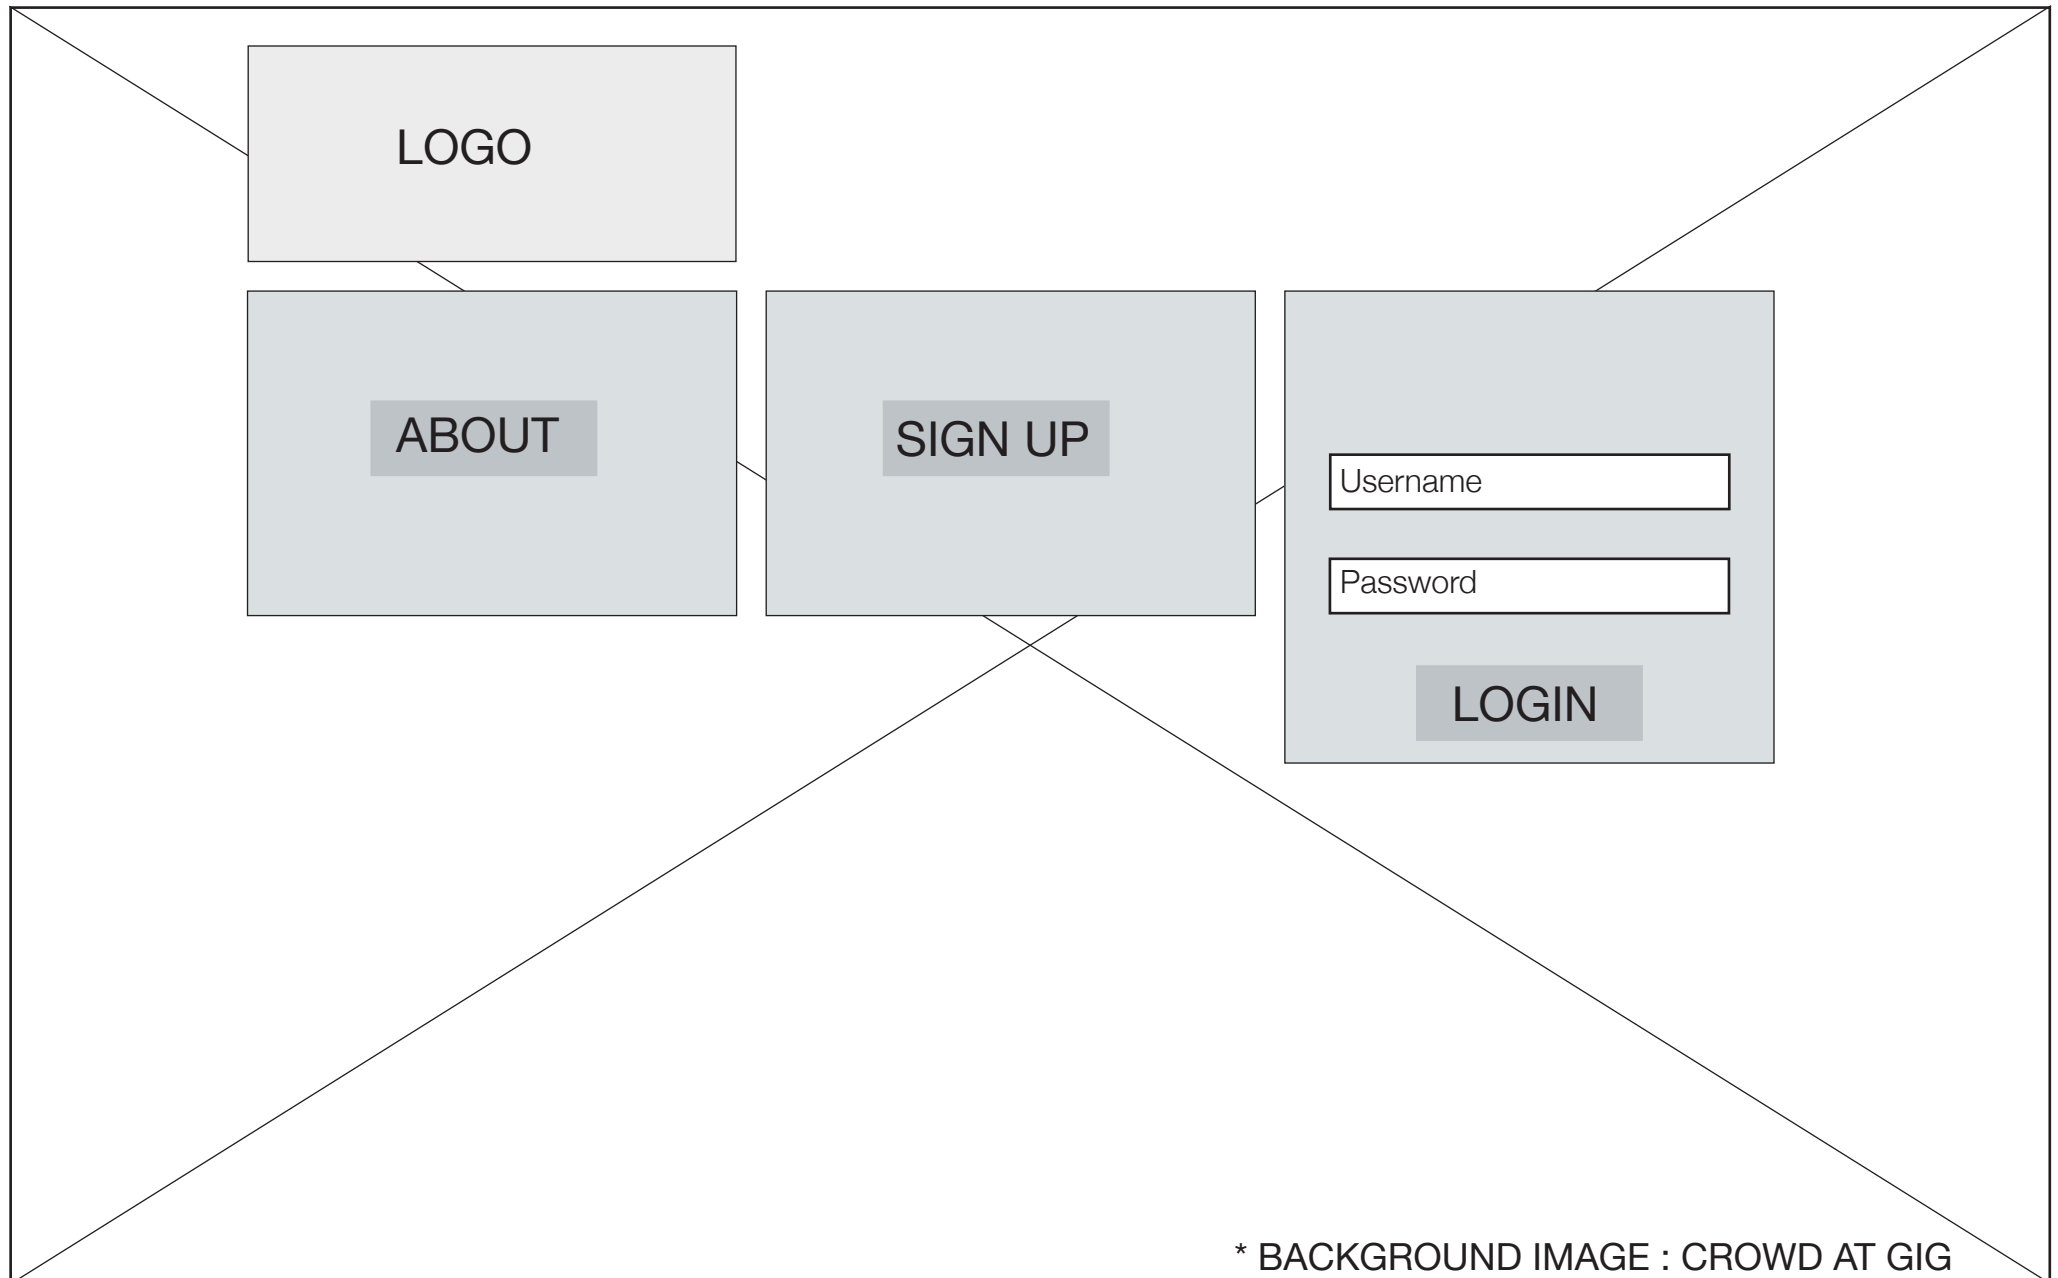 LOGO
ABOUT
SIGN UP
Username
Password
LOGIN
* BACKGROUND IMAGE : CROWD AT GIG